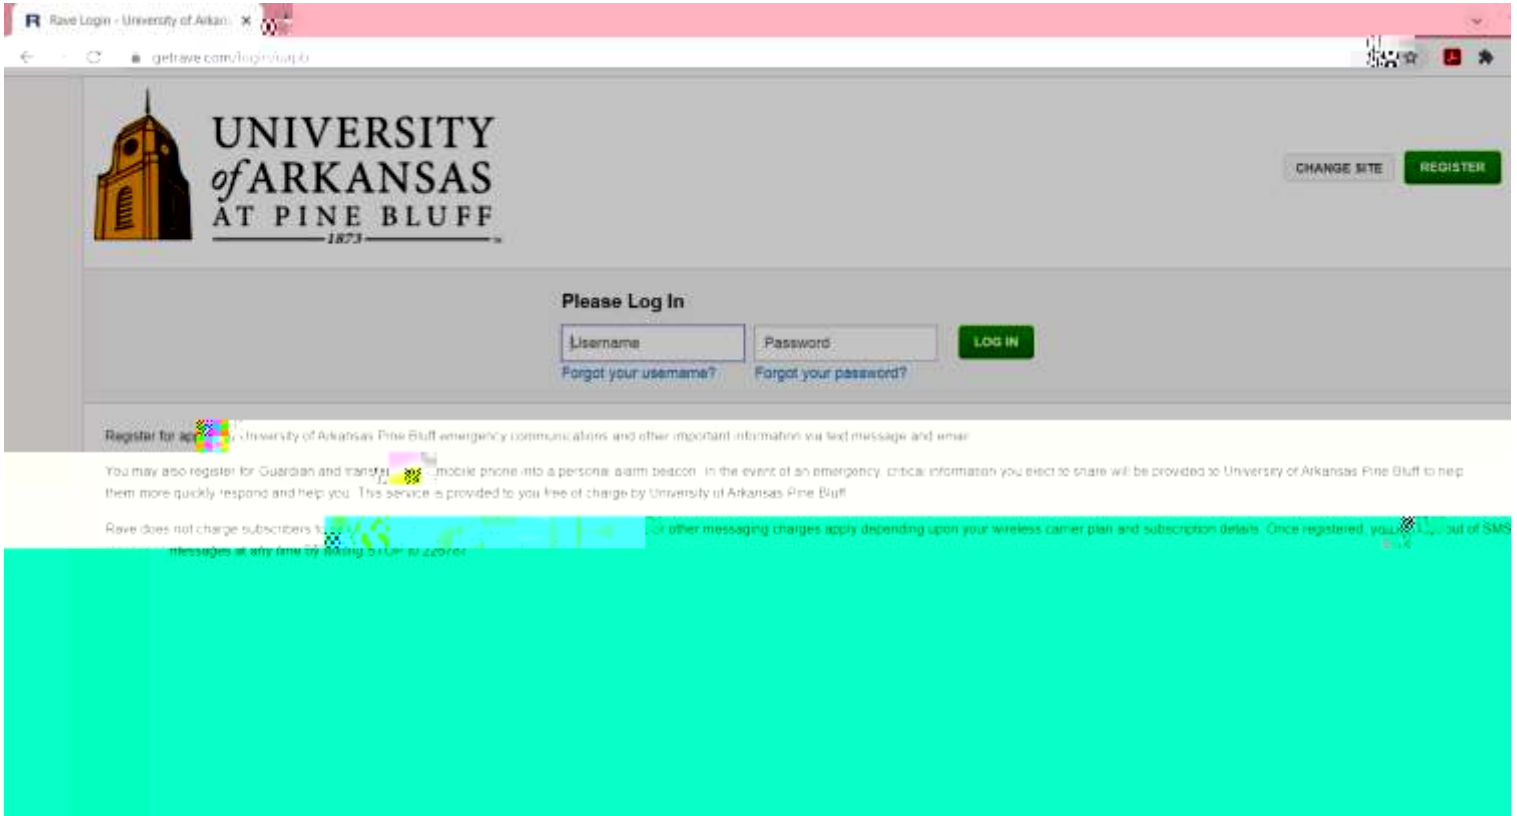 R Rave Login - University of Arkan
getrave.com/login/uapb
UNIVERSITY
of ARKANSAS
AT PINE BLUFF
1873
CHANGE SITE
REGISTER
Please Log In
Username
Password
LOG IN
Forgot your username?
Forgot your password?
Register for University of Arkansas Pine Bluff emergency communications and other important information via text message and email
You may also register for Guardian and mobile phone into a personal alarm beacon. In the event of an emergency, critical information you elect to share will be provided to University of Arkansas Pine Bluff to help
them more quickly respond and help you. This service is provided to you free of charge by University of Arkansas Pine Bluff
Rave does not charge subscribers to other messaging charges apply depending upon your wireless carrier plan and subscription details. Once registered, out of SMS
messages at any time by texting STOP to 226787